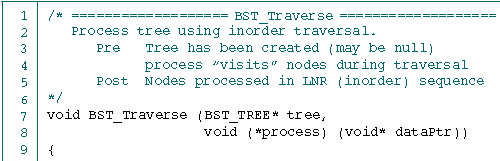 1 /* ==================== BST_Traverse ====================
2 Process tree using inorder traversal.
3 Pre Tree has been created (may be null)
4 process “visits” nodes during traversal
5 Post Nodes processed in LNR (inorder) sequence
6 */
7 void BST_Traverse (BST_TREE* tree,
8 void (*process) (void* dataPtr))
9 {